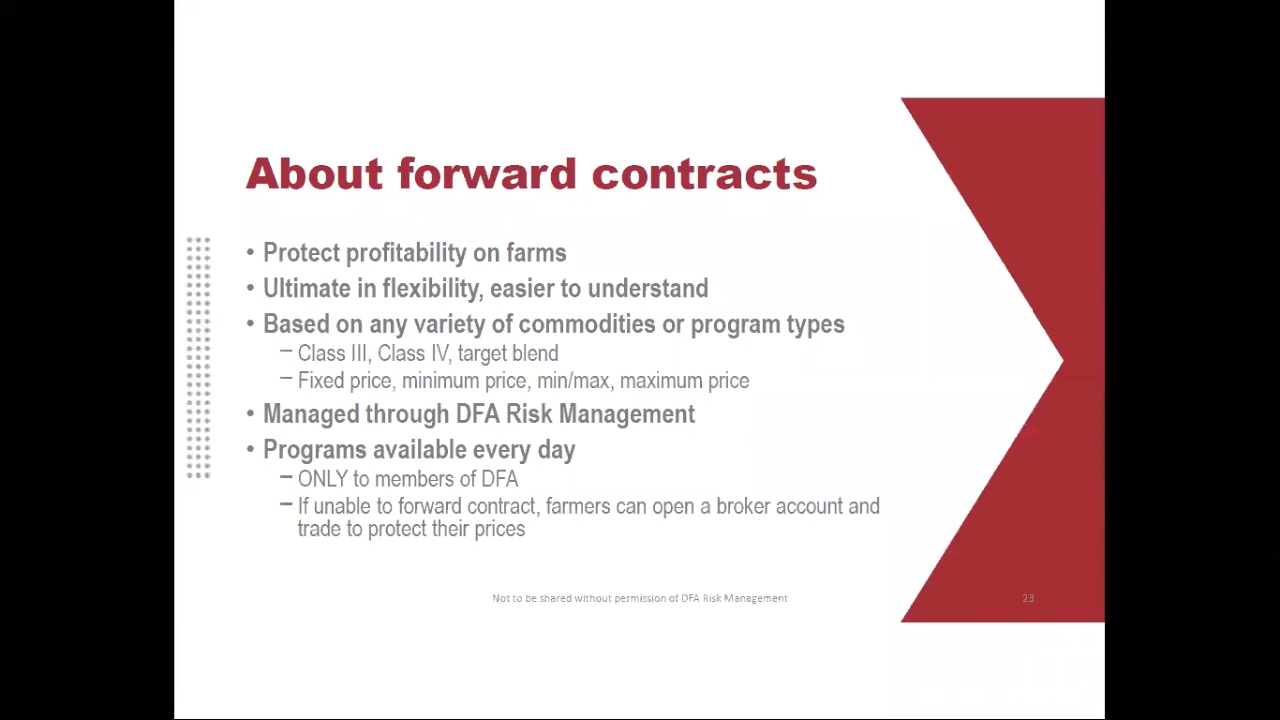 About forward contracts
• Protect profitability on farms
• Ultimate in flexibility, easier to understand
• Based on any variety of commodities or program types
– Class III, Class IV, target blend
– Fixed price, minimum price, min/max, maximum price
• Managed through DFA Risk Management
• Programs available every day
– ONLY to members of DFA
– If unable to forward contract, farmers can open a broker account and
trade to protect their prices
Not to be shared without permission of DFA Risk Management
23